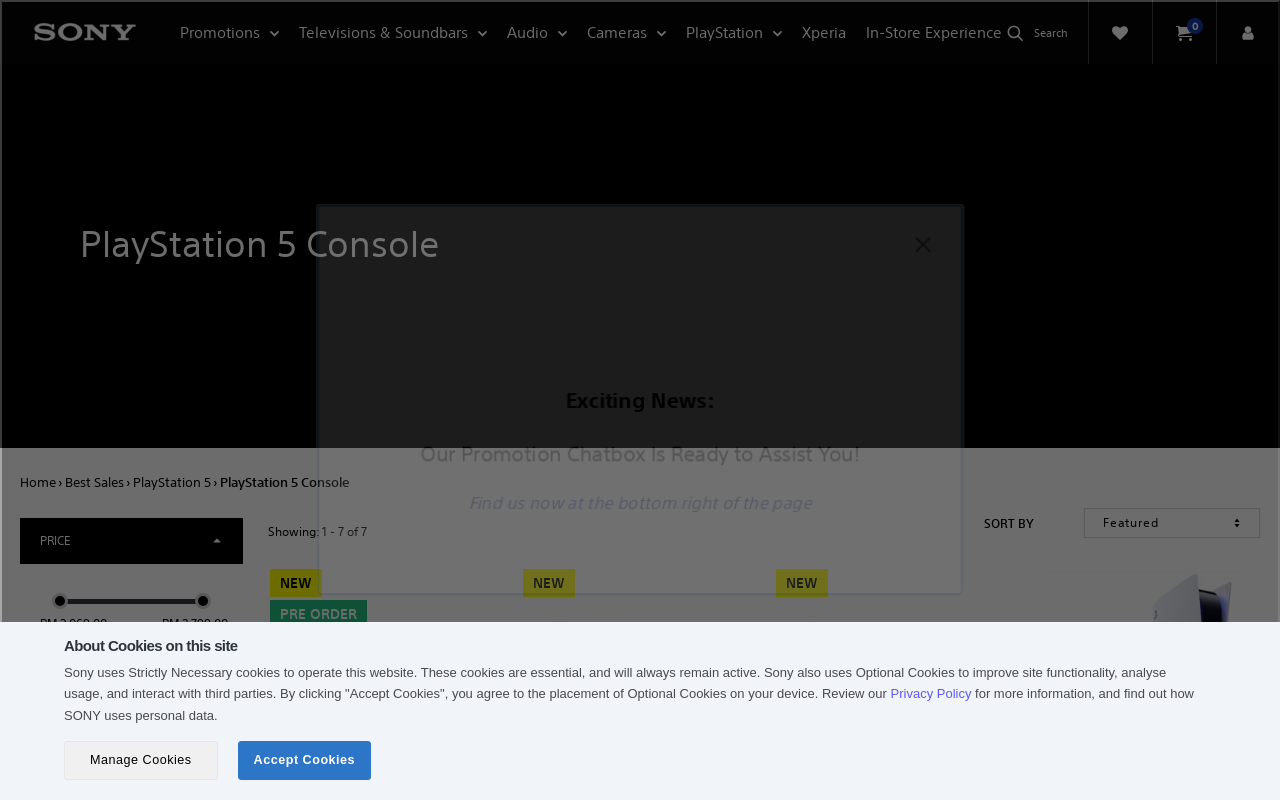 SONY
Promotions
Televisions & Soundbars
Audio
Cameras
PlayStation
Xperia
In-Store Experience
Search
0
PlayStation 5 Console
Exciting News:
Our Promotion Chatbox Is Ready to Assist You!
Find us now at the bottom right of the page
Home › Best Sales › PlayStation 5 › PlayStation 5 Console
PRICE
Showing: 1 - 7 of 7
SORT BY
Featured
NEW
NEW
NEW
PRE ORDER
About Cookies on this site
Sony uses Strictly Necessary cookies to operate this website. These cookies are essential, and will always remain active. Sony also uses Optional Cookies to improve site functionality, analyse
usage, and interact with third parties. By clicking "Accept Cookies", you agree to the placement of Optional Cookies on your device. Review our Privacy Policy for more information, and find out how
SONY uses personal data.
Manage Cookies
Accept Cookies